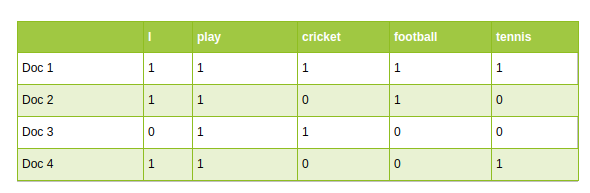 I play cricket football tennis
Doc 1 1 1 1 1 1
Doc 2 1 1 0 1 0
Doc 3 0 1 1 0 0
Doc 4 1 1 0 0 1